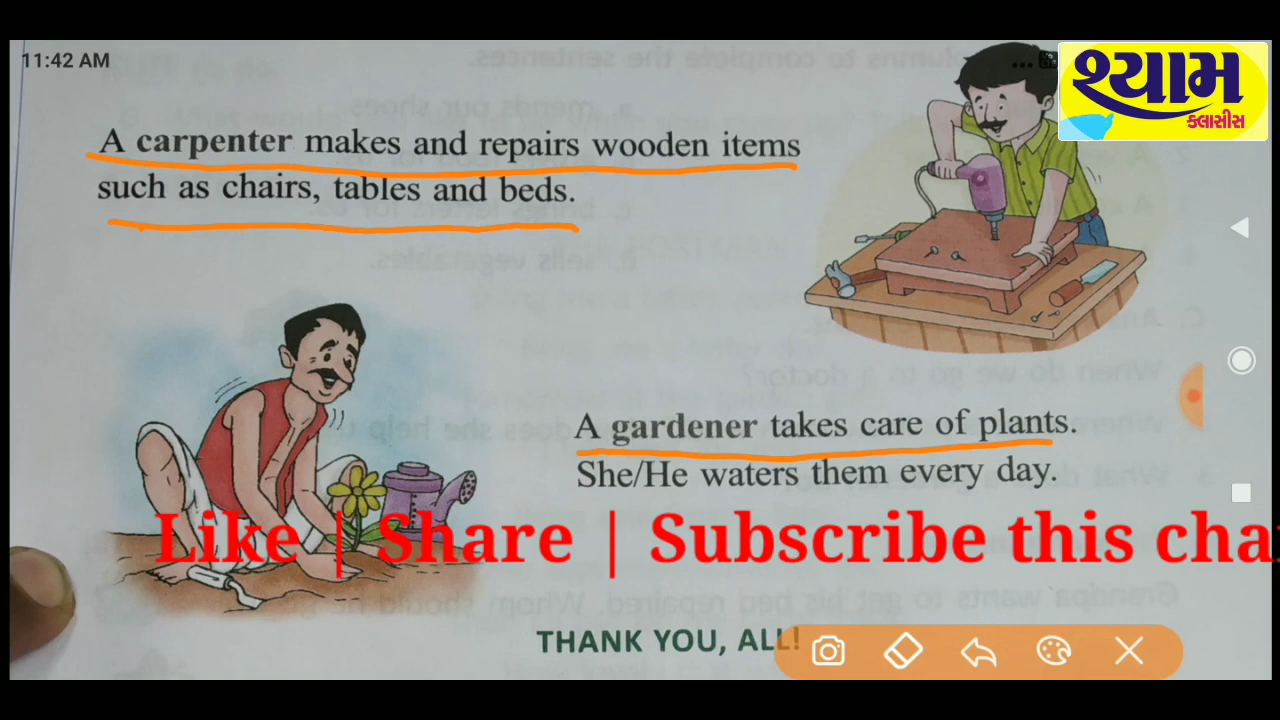 11:42 AM
શ્યામ
ક્લાસીસ
A carpenter makes and repairs wooden items
such as chairs, tables and beds.
A gardener takes care of plants.
She/He waters them every day.
Like | Share | Subscribe this cha
THANK YOU, ALL!